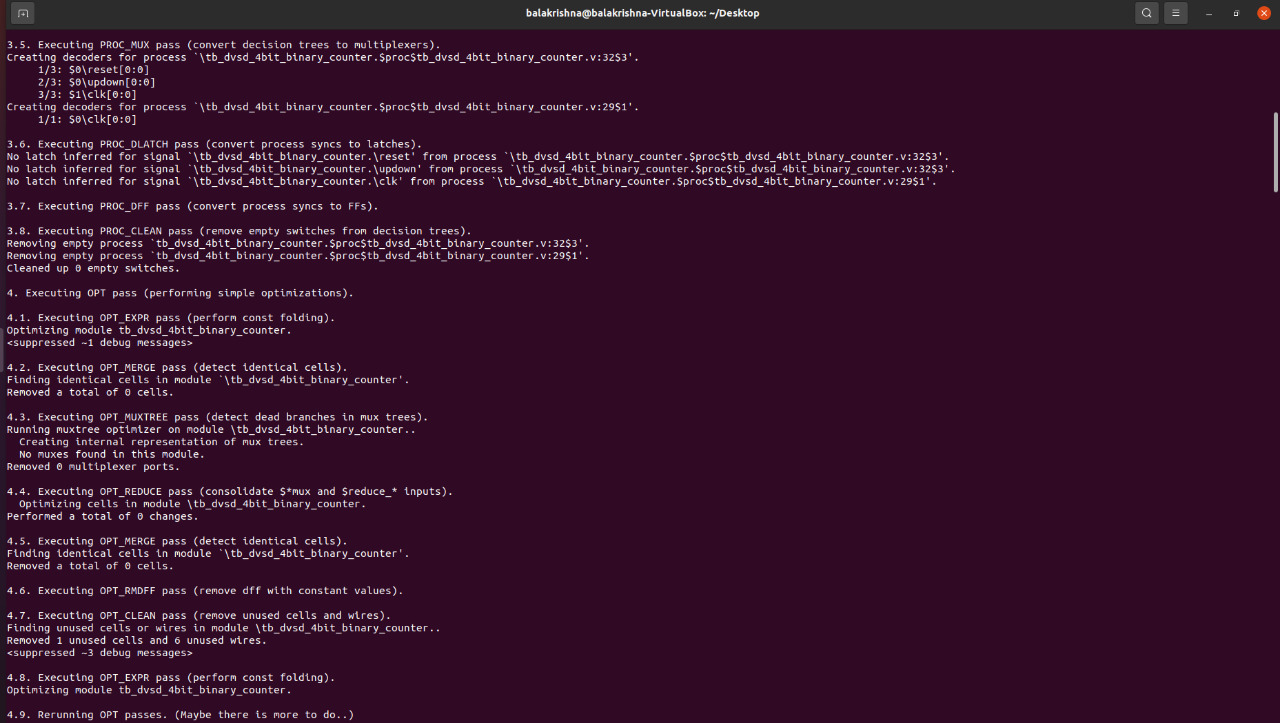 balakrishna@balakrishna-VirtualBox: ~/Desktop
3.5. Executing PROC_MUX pass (convert decision trees to multiplexers).
Creating decoders for process `\tb_dvsd_4bit_binary_counter.$proc$tb_dvsd_4bit_binary_counter.v:32$3'.
     1/3: $0\reset[0:0]
     2/3: $0\updown[0:0]
     3/3: $1\clk[0:0]
Creating decoders for process `\tb_dvsd_4bit_binary_counter.$proc$tb_dvsd_4bit_binary_counter.v:29$1'.
     1/1: $0\clk[0:0]
3.6. Executing PROC_DLATCH pass (convert process syncs to latches).
No latch inferred for signal `\tb_dvsd_4bit_binary_counter.\reset' from process `\tb_dvsd_4bit_binary_counter.$proc$tb_dvsd_4bit_binary_counter.v:32$3'.
No latch inferred for signal `\tb_dvsd_4bit_binary_counter.\updown' from process `\tb_dvsd_4bit_binary_counter.$proc$tb_dvsd_4bit_binary_counter.v:32$3'.
No latch inferred for signal `\tb_dvsd_4bit_binary_counter.\clk' from process `\tb_dvsd_4bit_binary_counter.$proc$tb_dvsd_4bit_binary_counter.v:29$1'.
3.7. Executing PROC_DFF pass (convert process syncs to FFs).
3.8. Executing PROC_CLEAN pass (remove empty switches from decision trees).
Removing empty process `tb_dvsd_4bit_binary_counter.$proc$tb_dvsd_4bit_binary_counter.v:32$3'.
Removing empty process `tb_dvsd_4bit_binary_counter.$proc$tb_dvsd_4bit_binary_counter.v:29$1'.
Cleaned up 0 empty switches.
4. Executing OPT pass (performing simple optimizations).
4.1. Executing OPT_EXPR pass (perform const folding).
Optimizing module tb_dvsd_4bit_binary_counter.
<suppressed ~1 debug messages>
4.2. Executing OPT_MERGE pass (detect identical cells).
Finding identical cells in module `\tb_dvsd_4bit_binary_counter'.
Removed a total of 0 cells.
4.3. Executing OPT_MUXTREE pass (detect dead branches in mux trees).
Running muxtree optimizer on module \tb_dvsd_4bit_binary_counter..
  Creating internal representation of mux trees.
  No muxes found in this module.
Removed 0 multiplexer ports.
4.4. Executing OPT_REDUCE pass (consolidate $*mux and $reduce_* inputs).
  Optimizing cells in module \tb_dvsd_4bit_binary_counter.
Performed a total of 0 changes.
4.5. Executing OPT_MERGE pass (detect identical cells).
Finding identical cells in module `\tb_dvsd_4bit_binary_counter'.
Removed a total of 0 cells.
4.6. Executing OPT_RMDFF pass (remove dff with constant values).
4.7. Executing OPT_CLEAN pass (remove unused cells and wires).
Finding unused cells or wires in module \tb_dvsd_4bit_binary_counter..
Removed 1 unused cells and 6 unused wires.
<suppressed ~3 debug messages>
4.8. Executing OPT_EXPR pass (perform const folding).
Optimizing module tb_dvsd_4bit_binary_counter.
4.9. Rerunning OPT passes. (Maybe there is more to do..)